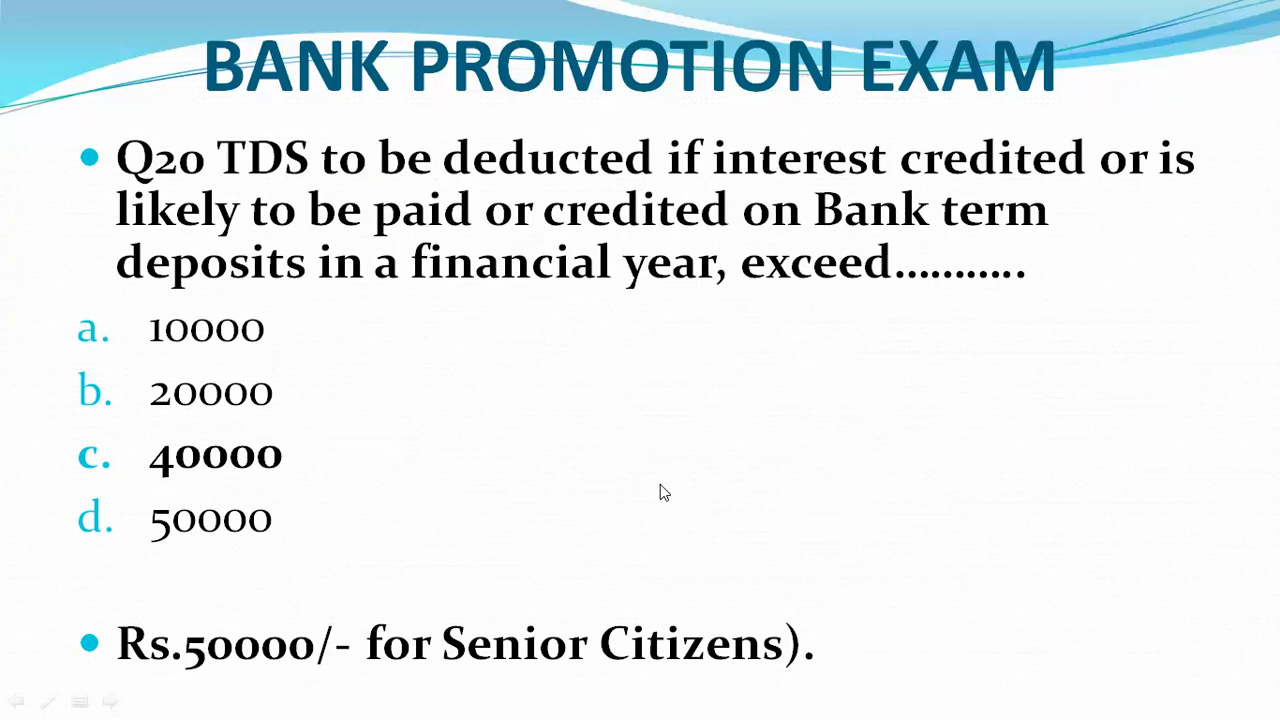 BANK PROMOTION EXAM
• Q20 TDS to be deducted if interest credited or is
likely to be paid or credited on Bank term
deposits in a financial year, exceed...........
a. 10000
b. 20000
c. 40000
d. 50000
• Rs.50000/- for Senior Citizens).